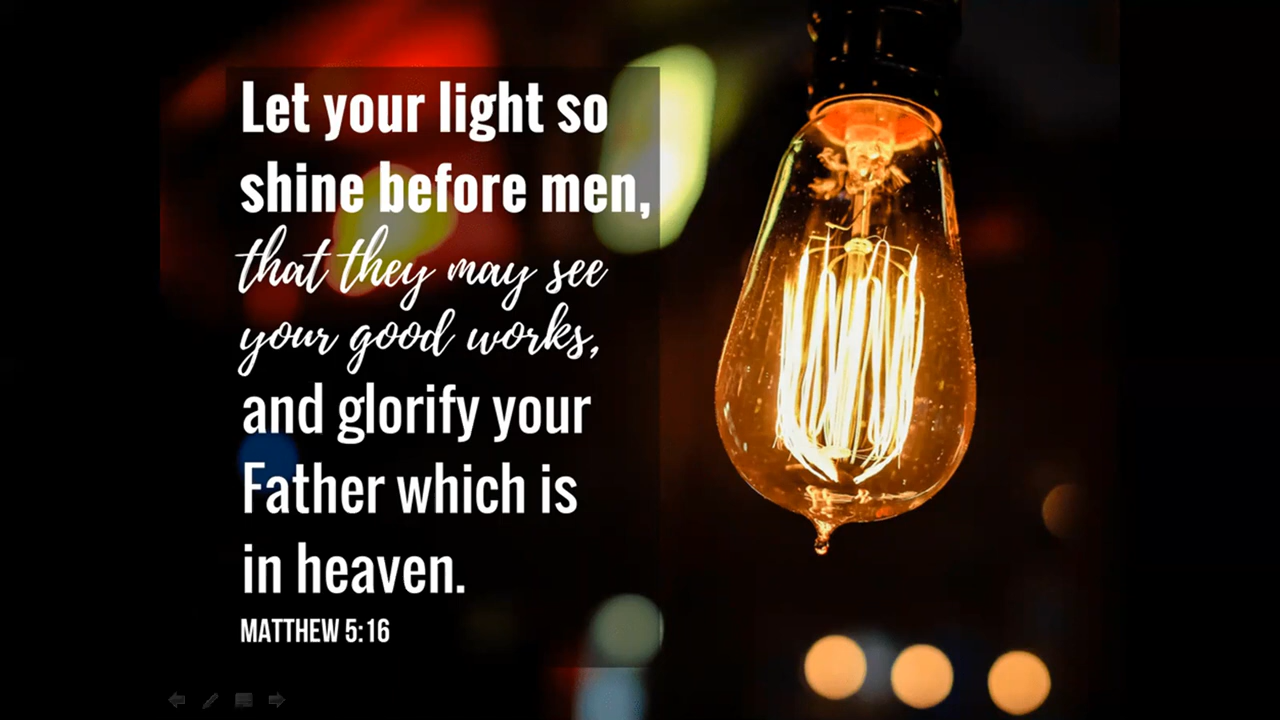 Let your light so
shine before men,
that they may see
your good works,
and glorify your
Father which is
in heaven.
MATTHEW 5:16